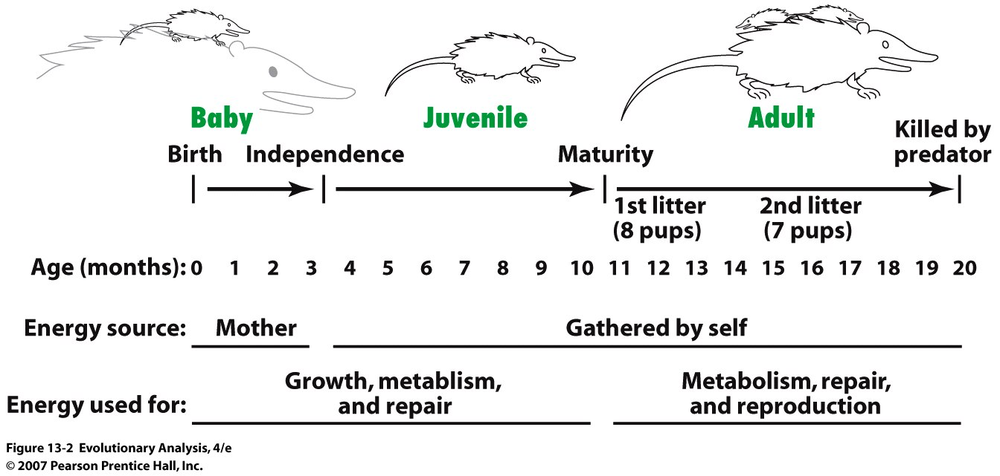 Baby
Juvenile
Adult
Killed by
predator
Birth
Independence
Maturity
1st litter
(8 pups)
2nd litter
(7 pups)
Age (months): 0 1 2 3 4 5 6 7 8 9 10 11 12 13 14 15 16 17 18 19 20
Energy source: Mother Gathered by self
Growth, metablism,
and repair
Metabolism, repair,
and reproduction
Energy used for:
Figure 13-2 Evolutionary Analysis, 4/e
© 2007 Pearson Prentice Hall, Inc.